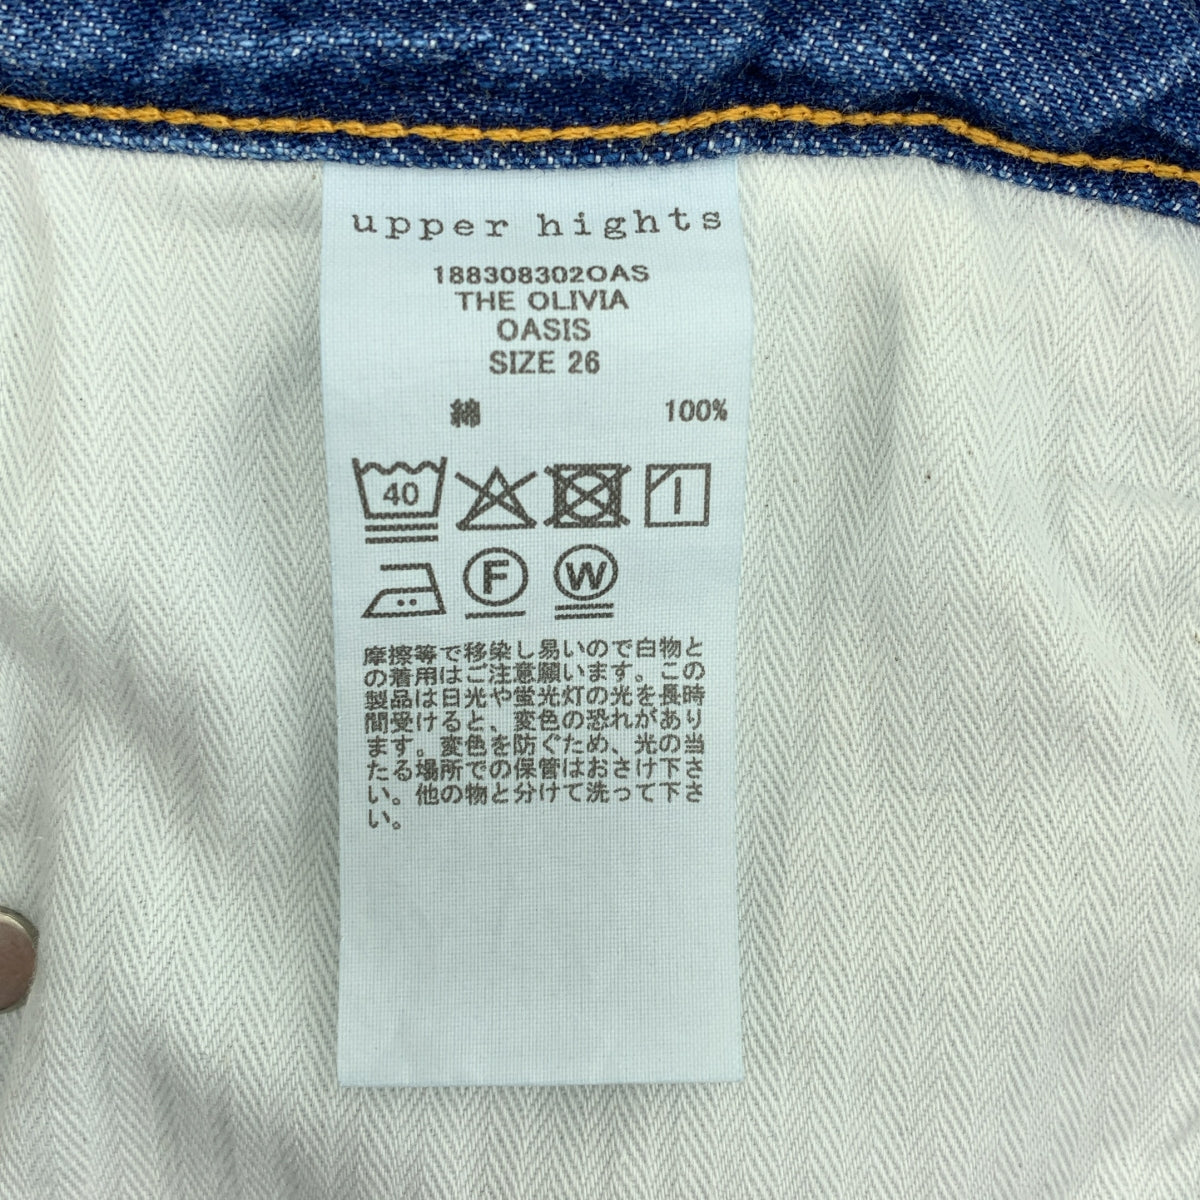 upper hights
188308302OAS
THE OLIVIA
OASIS
SIZE 26
綿 100%
40
F W
摩擦等で移染し易いので白物と
の着用はご注意願います。この
製品は日光や蛍光灯の光を長時
間受けると、変色の恐れがあり
ます。変色を防ぐため、光の当
たる場所での保管はおさけ下さ
い。他の物と分けて洗って下さ
い。